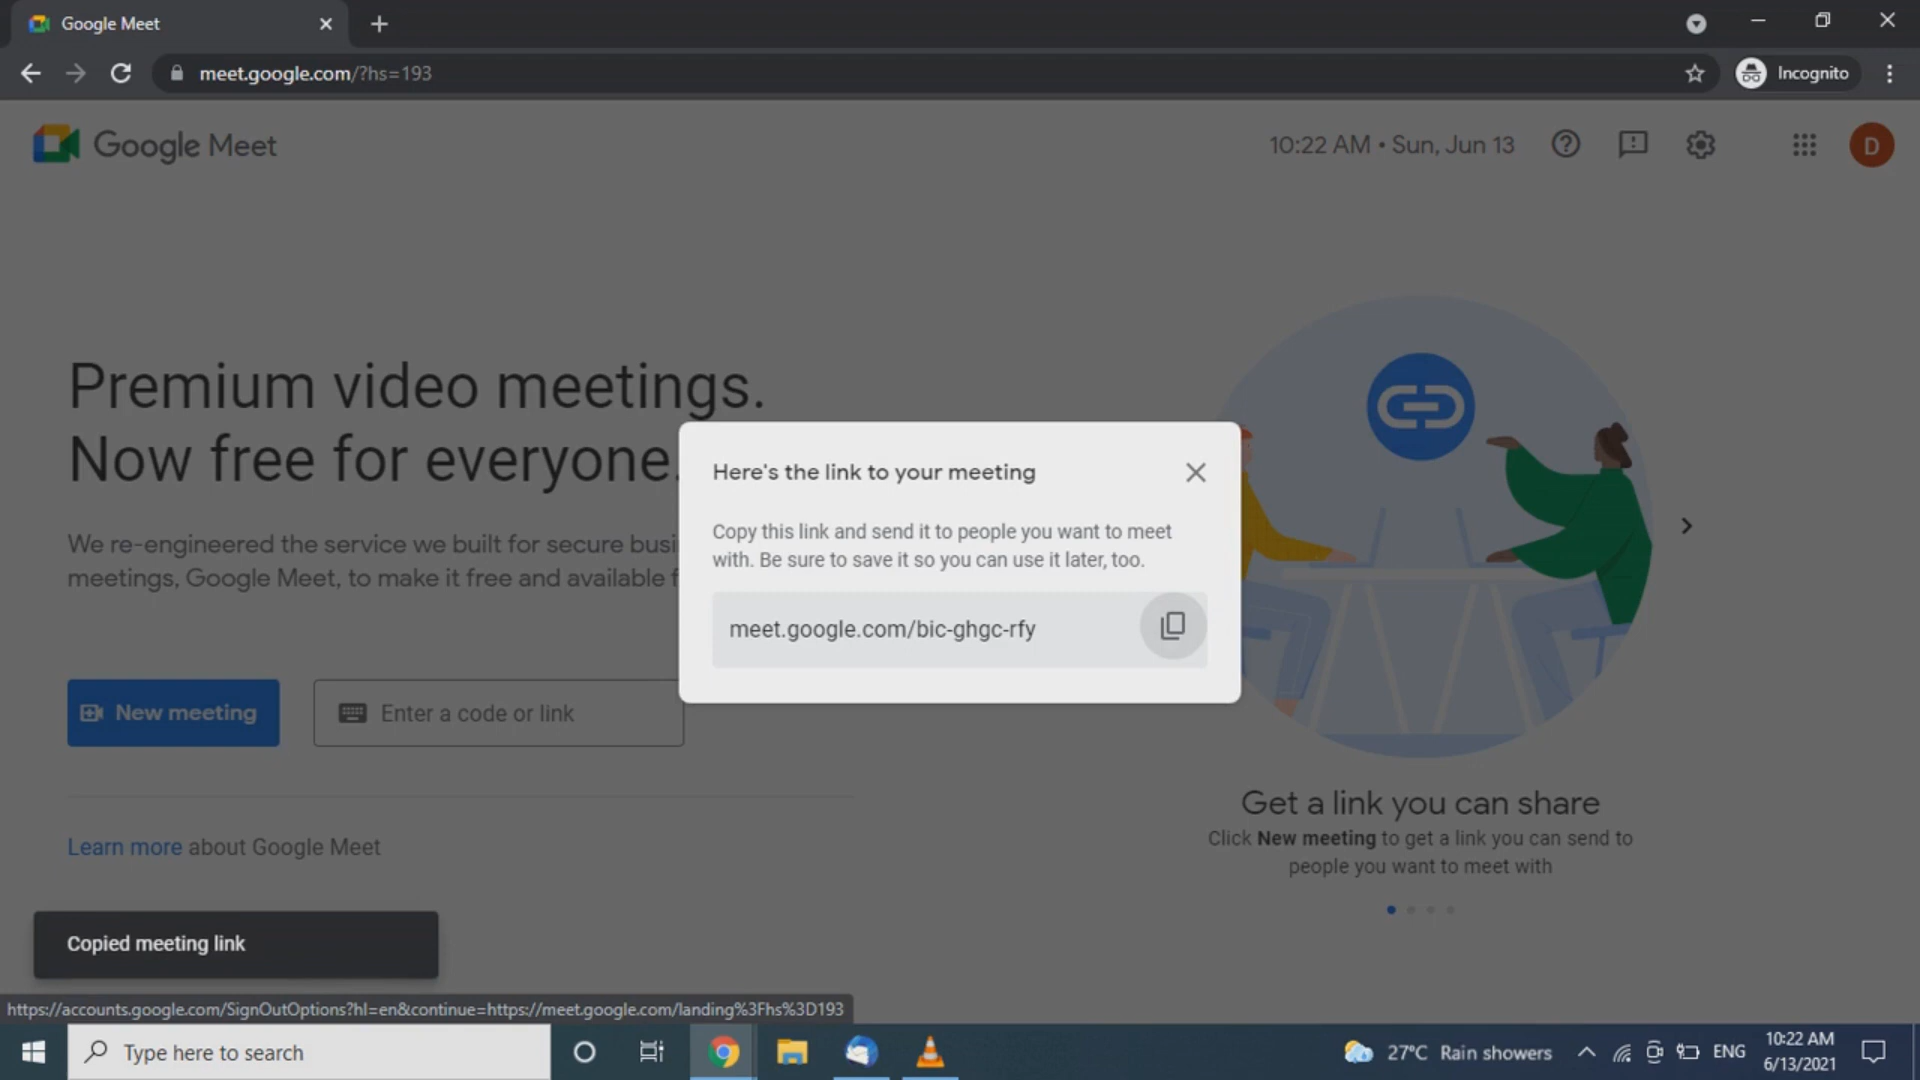 Google Meet
meet.google.com/?hs=193
Incognito
Google Meet
10:22 AM • Sun, Jun 13
D
Premium video meetings.
Now free for everyone.
We re-engineered the service we built for secure busi
meetings, Google Meet, to make it free and available f
New meeting
Enter a code or link
Learn more about Google Meet
Here's the link to your meeting
Copy this link and send it to people you want to meet
with. Be sure to save it so you can use it later, too.
meet.google.com/bic-ghgc-rfy
Get a link you can share
Click New meeting to get a link you can send to
people you want to meet with
Copied meeting link
https://accounts.google.com/SignOutOptions?hl=en&continue=https://meet.google.com/landing%3Fhs%3D193
Type here to search
27°C Rain showers
ENG
10:22 AM
6/13/2021